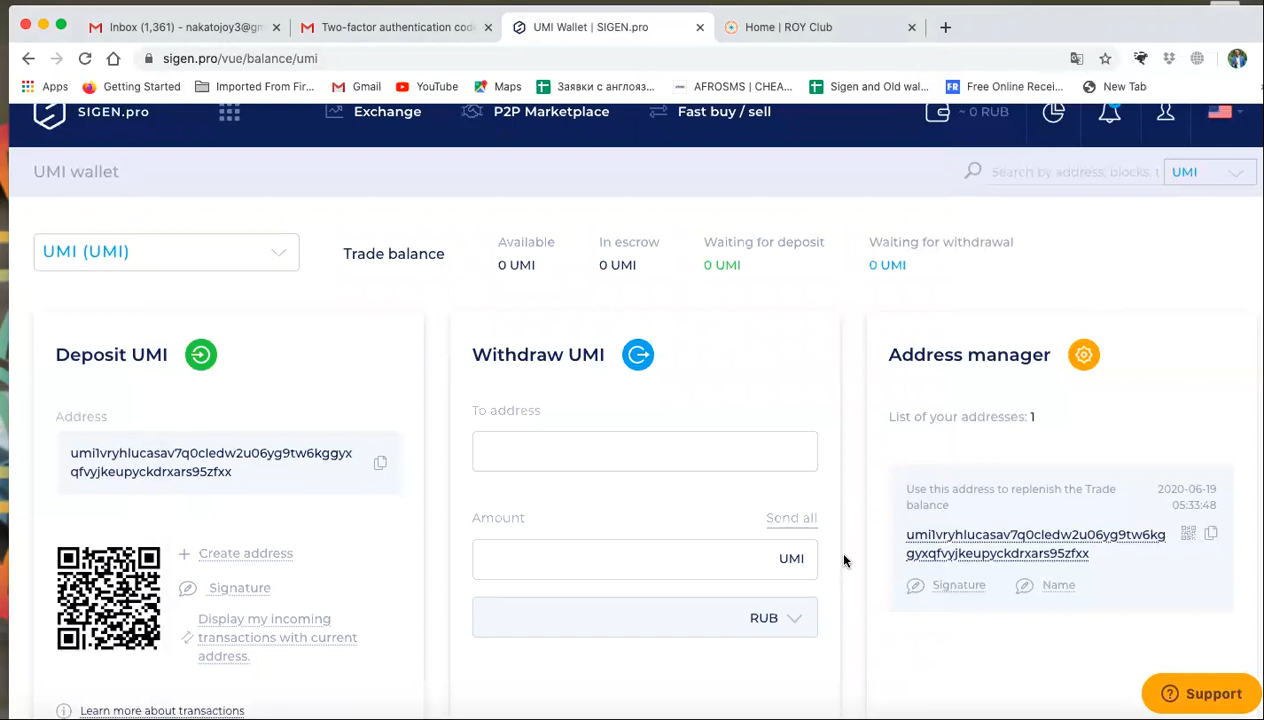 Inbox (1,361) - nakatojoy3@gm
Two-factor authentication cod
UMI Wallet | SIGEN.pro
Home | ROY Club
sigen.pro/vue/balance/umi
Apps
Getting Started
Imported From Fir...
Gmail
YouTube
Maps
Заявки с англояз...
AFROSMS | CHEA...
Sigen and Old wal...
FR
Free Online Recei...
New Tab
SIGEN.pro
Exchange
P2P Marketplace
Fast buy / sell
~ 0 RUB
UMI wallet
Search by address, blocks, t
UMI
UMI (UMI)
Trade balance
Available
0 UMI
In escrow
0 UMI
Waiting for deposit
0 UMI
Waiting for withdrawal
0 UMI
Deposit UMI
Address
umi1vryhlucasav7q0cledw2u06yg9tw6kggyx
qfvyjkeupyckdrxars95zfxx
Create address
Signature
Display my incoming
transactions with current
address.
Learn more about transactions
Withdraw UMI
To address
Amount
Send all
UMI
RUB
Address manager
List of your addresses: 1
Use this address to replenish the Trade
balance
2020-06-19
05:33:48
umi1vryhlucasav7q0cledw2u06yg9tw6kg
gyxqfvyjkeupyckdrxars95zfxx
Signature
Name
Support